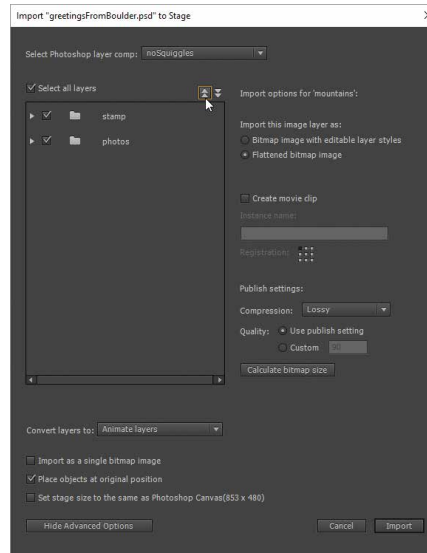 Import "greetingsFromBoulder.psd" to Stage
Select Photoshop layer comp: noSquiggles
Select all layers
stamp
photos
Import options for 'mountains':
Import this image layer as:
Bitmap image with editable layer styles
Flattened bitmap image
Create movie clip
Instance name:
Registration:
Publish settings:
Compression: Lossy
Quality: Use publish setting
Custom 90
Calculate bitmap size
Convert layers to: Animate layers
Import as a single bitmap image
Place objects at original position
Set stage size to the same as Photoshop Canvas(853 x 480)
Hide Advanced Options Cancel Import